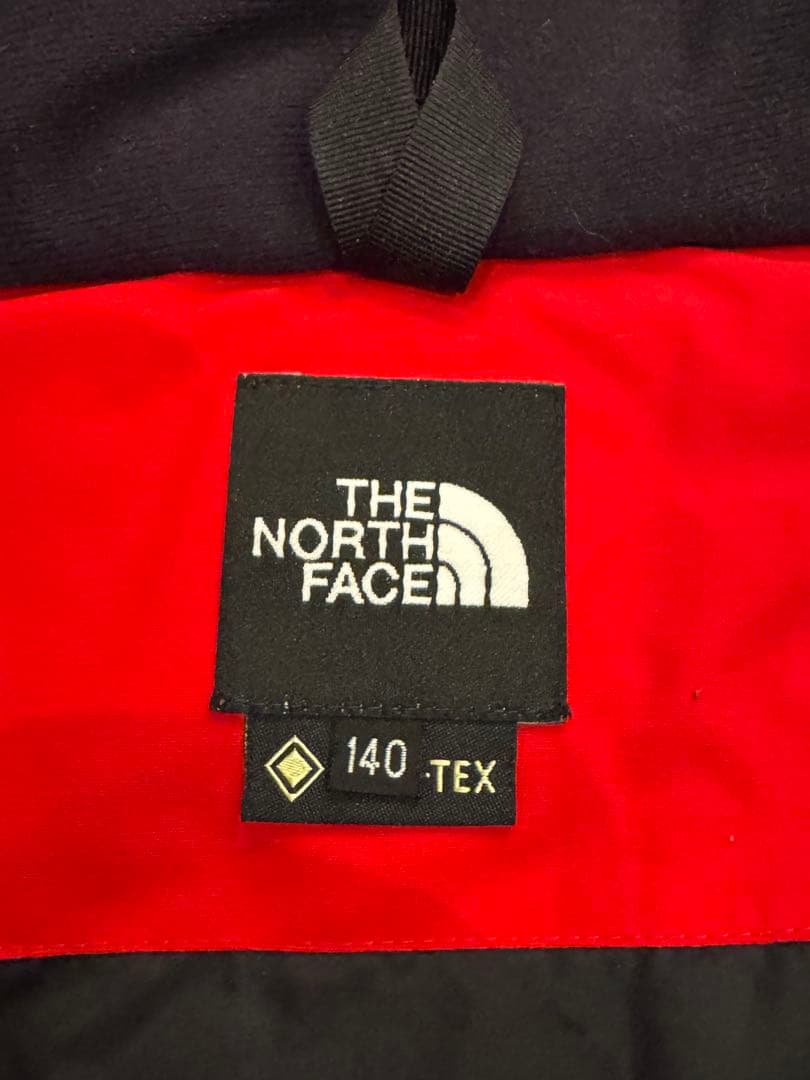 THE
NORTH
FACE
140 ·TEX